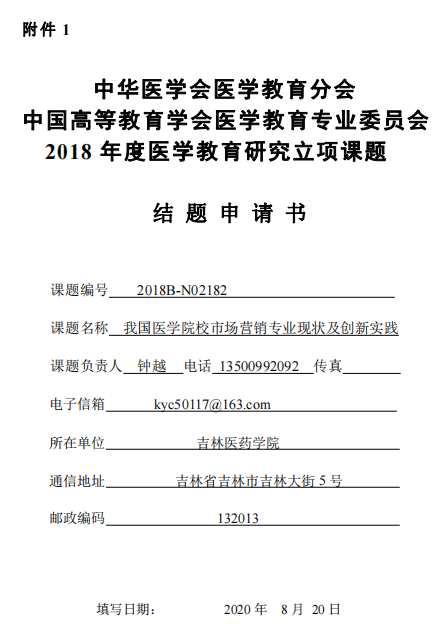 附件 1
中华医学会医学教育分会
中国高等教育学会医学教育专业委员会
2018 年度医学教育研究立项课题
结 题 申 请 书
课题编号 2018B-N02182
课题名称 我国医学院校市场营销专业现状及创新实践
课题负责人 钟越 电话 13500992092 传真
电子信箱 kyc50117@163.com
所在单位 吉林医药学院
通信地址 吉林省吉林市吉林大街 5 号
邮政编码 132013
填写日期： 2020 年 8 月 20 日